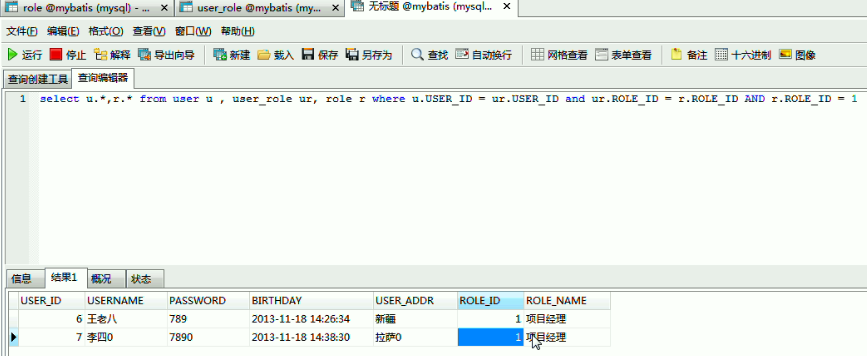 role @mybatis (mysql) - ... user_role @mybatis (my... 无标题 @mybatis (mysql...
文件(F) 编辑(E) 格式(O) 查看(V) 窗口(W) 帮助(H)
运行 停止 解释 导出向导 新建 载入 保存 另存为 查找 自动换行 网格查看 表单查看 备注 十六进制 图像
查询创建工具 查询编辑器
1 select u.*,r.* from user u , user_role ur, role r where u.USER_ID = ur.USER_ID and ur.ROLE_ID = r.ROLE_ID AND r.ROLE_ID = 1
信息 结果1 概况 状态
USER_ID USERNAME PASSWORD BIRTHDAY USER_ADDR ROLE_ID ROLE_NAME
6 王老八 789 2013-11-18 14:26:34 新疆 1 项目经理
7 李四0 7890 2013-11-18 14:38:30 拉萨0 1 项目经理